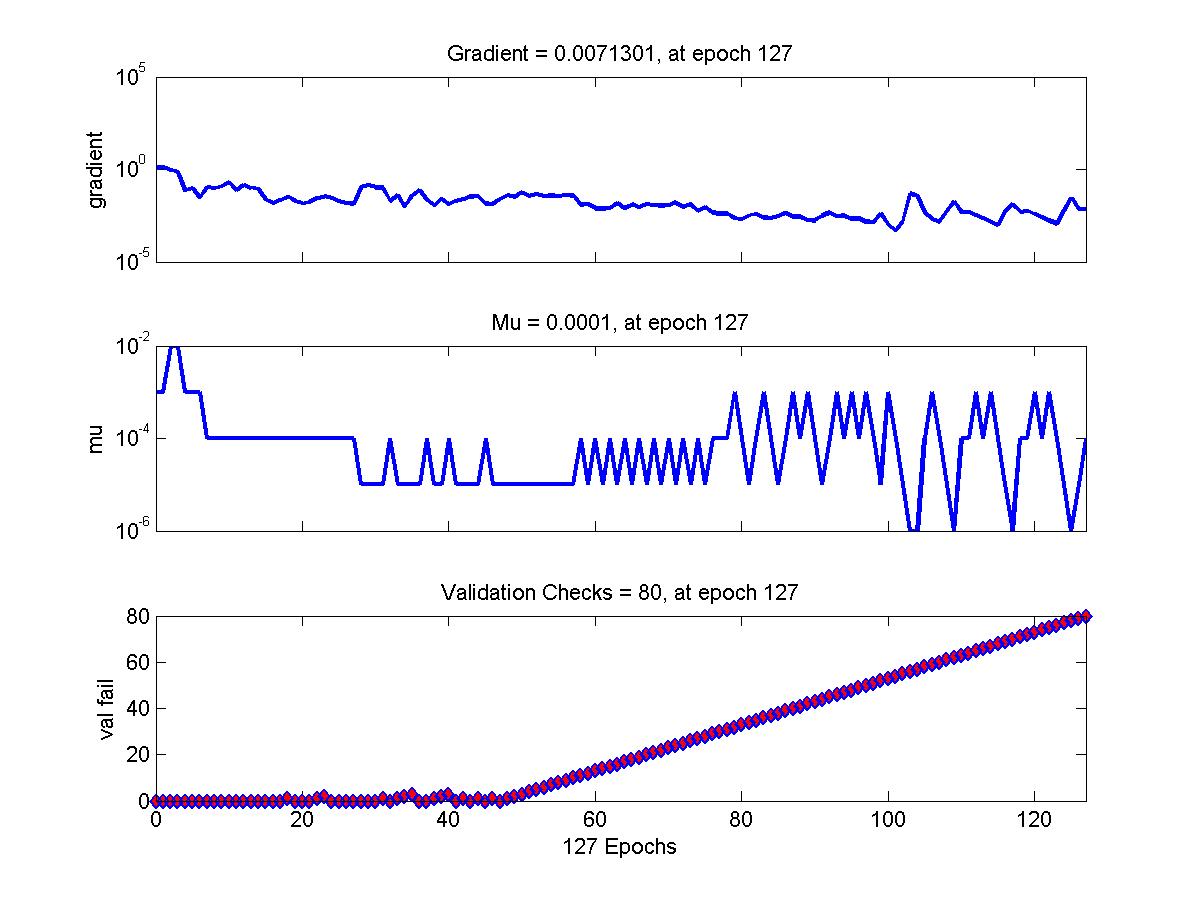 Gradient = 0.0071301, at epoch 127
10^5
10^0
10^-5
gradient
Mu = 0.0001, at epoch 127
10^-2
10^-4
10^-6
mu
Validation Checks = 80, at epoch 127
80
60
40
20
0
val fail
0 20 40 60 80 100 120
127 Epochs